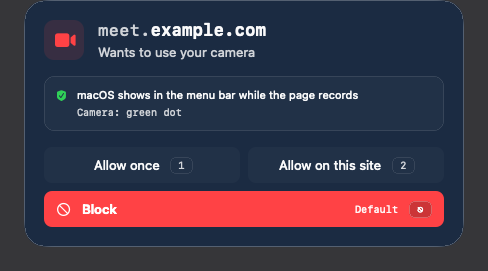 meet.example.com
Wants to use your camera
macOS shows in the menu bar while the page records
Camera: green dot
Allow once 1
Allow on this site 2
Block Default